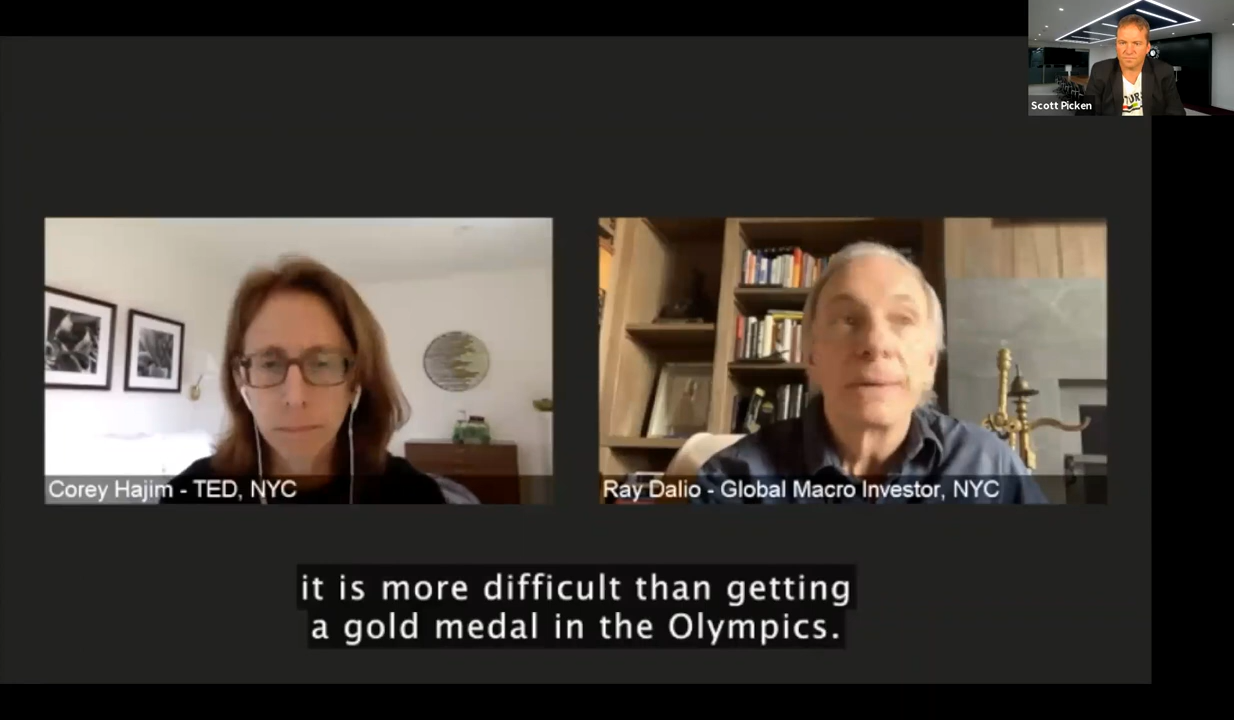 Scott Picken
Corey Hajim - TED, NYC
Ray Dalio - Global Macro Investor, NYC
it is more difficult than getting
a gold medal in the Olympics.